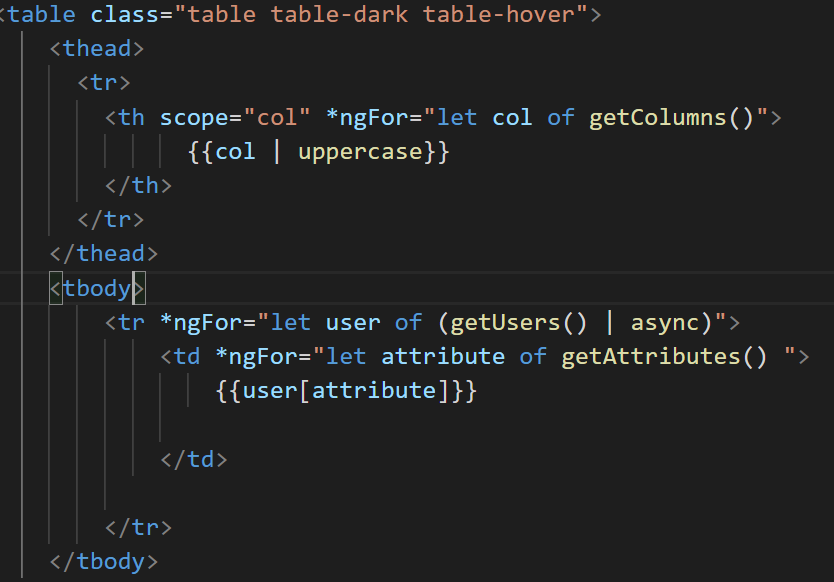 <table class="table table-dark table-hover">
<thead>
<tr>
<th scope="col" *ngFor="let col of getColumns()">
{{col | uppercase}}
</th>
</tr>
</thead>
<tbody>
<tr *ngFor="let user of (getUsers() | async)">
<td *ngFor="let attribute of getAttributes() ">
{{user[attribute]}}
</td>
</tr>
</tbody>